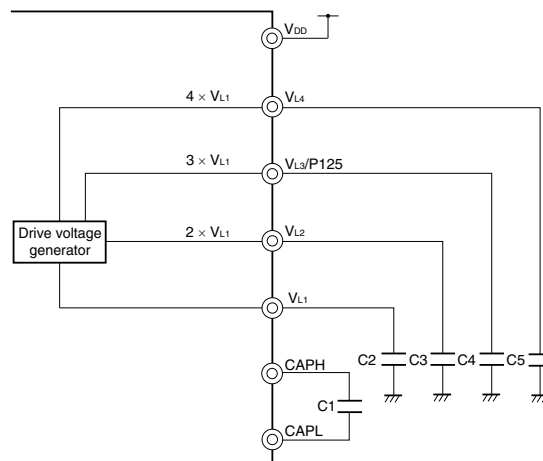 VDD
4 × VL1
VL4
3 × VL1
VL3/P125
Drive voltage
generator
2 × VL1
VL2
VL1
C2
C3
C4
C5
CAPH
C1
CAPL